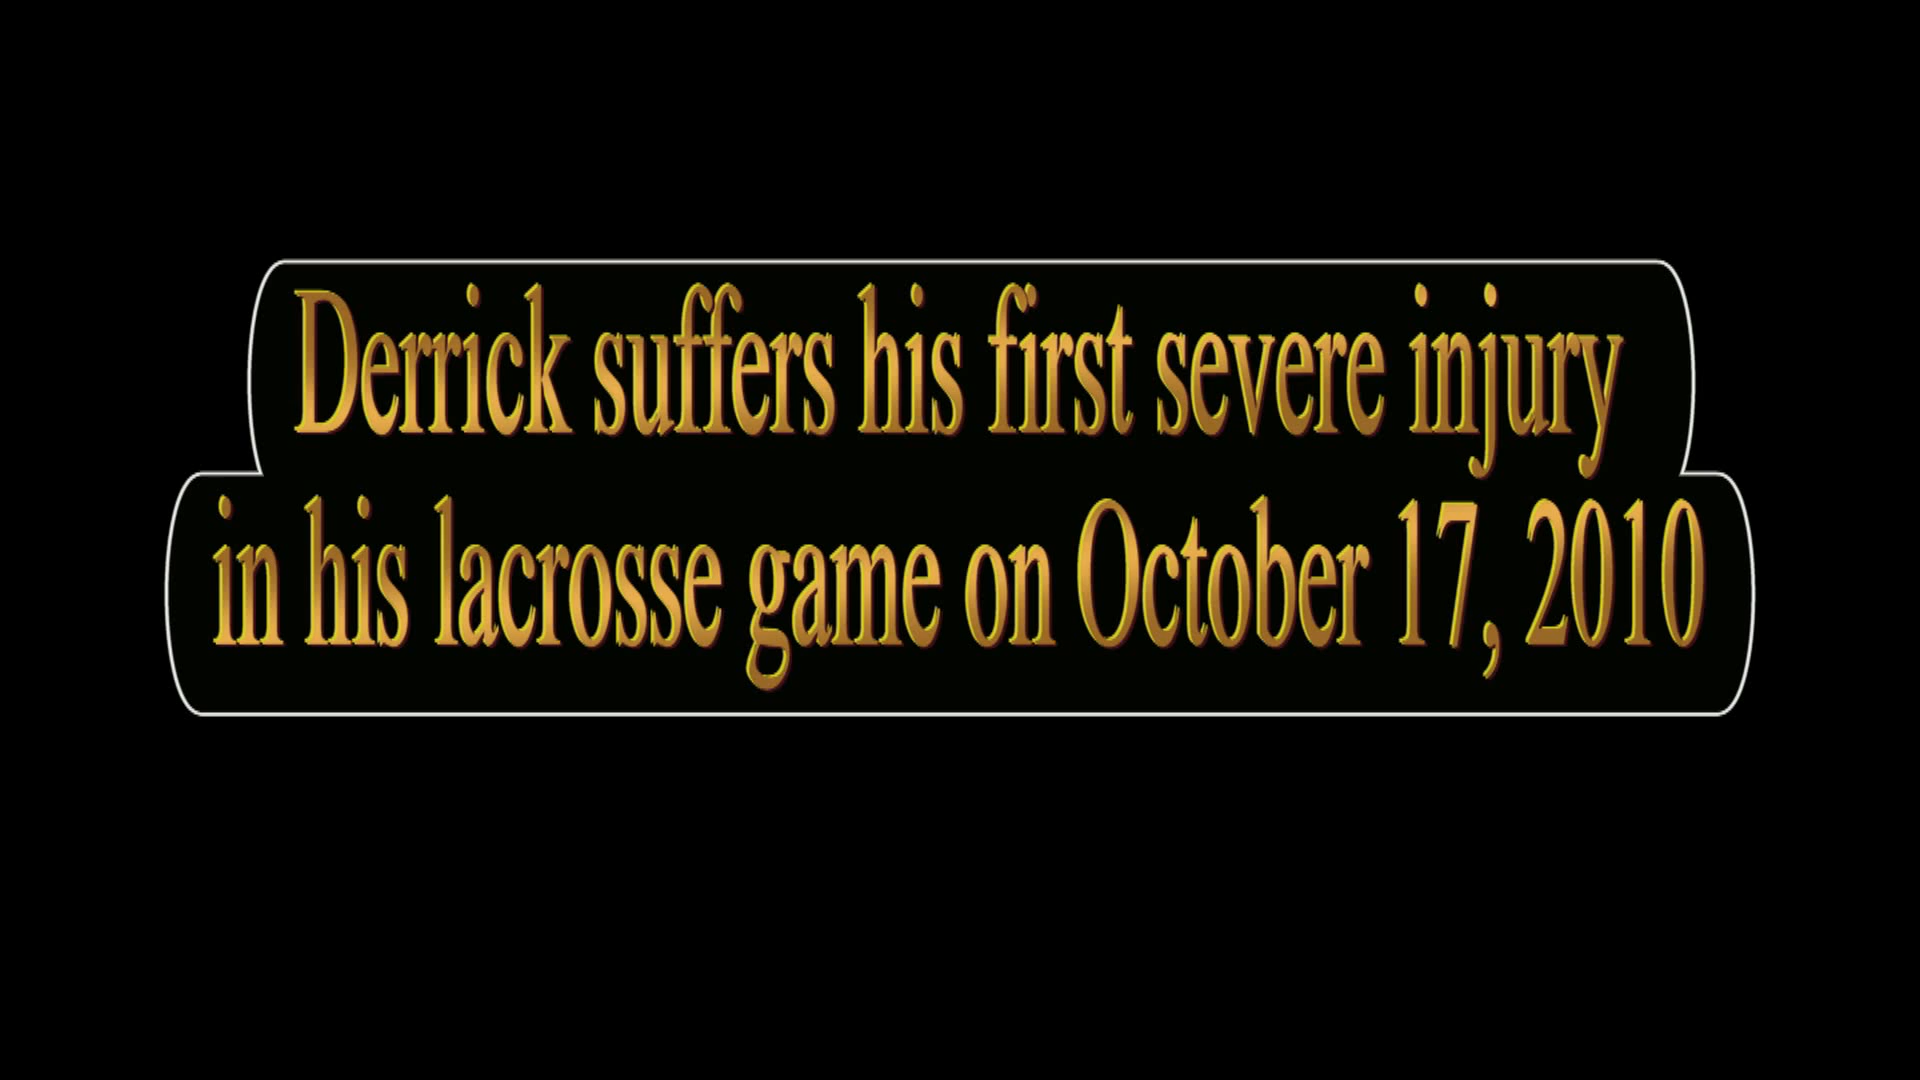 Derrick suffers his first severe injury
in his lacrosse game on October 17, 2010